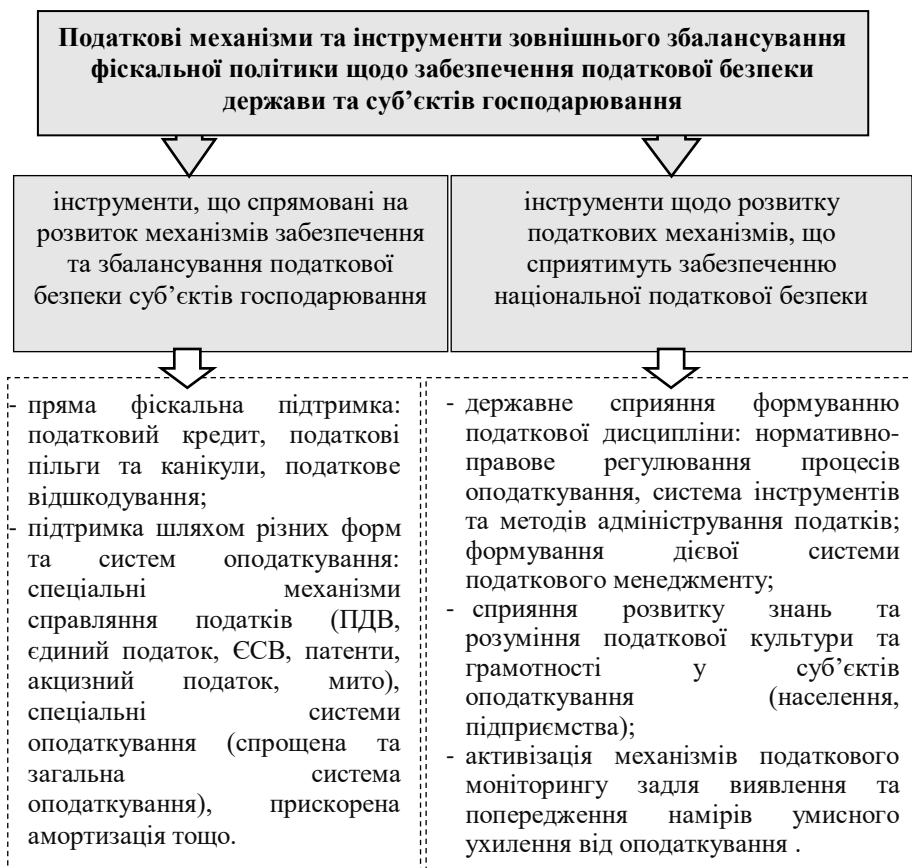 Податкові механізми та інструменти зовнішнього збалансування
фіскальної політики щодо забезпечення податкової безпеки
держави та суб’єктів господарювання
інструменти, що спрямовані на
розвиток механізмів забезпечення
та збалансування податкової
безпеки суб’єктів господарювання
інструменти щодо розвитку
податкових механізмів, що
сприятимуть забезпеченню
національної податкової безпеки
- пряма фіскальна підтримка:
податковий кредит, податкові
пільги та канікули, податкове
відшкодування;
- підтримка шляхом різних форм
та систем оподаткування:
спеціальні механізми
справляння податків (ПДВ,
єдиний податок, ЄСВ, патенти,
акцизний податок, мито),
спеціальні системи
оподаткування (спрощена та
загальна система
оподаткування), прискорена
амортизація тощо.
- державне сприяння формуванню
податкової дисципліни: нормативно-
правове регулювання процесів
оподаткування, система інструментів
та методів адміністрування податків;
формування дієвої системи
податкового менеджменту;
- сприяння розвитку знань та
розуміння податкової культури та
грамотності у суб’єктів
оподаткування (населення,
підприємства);
- активізація механізмів податкового
моніторингу задля виявлення та
попередження намірів умисного
ухилення від оподаткування .